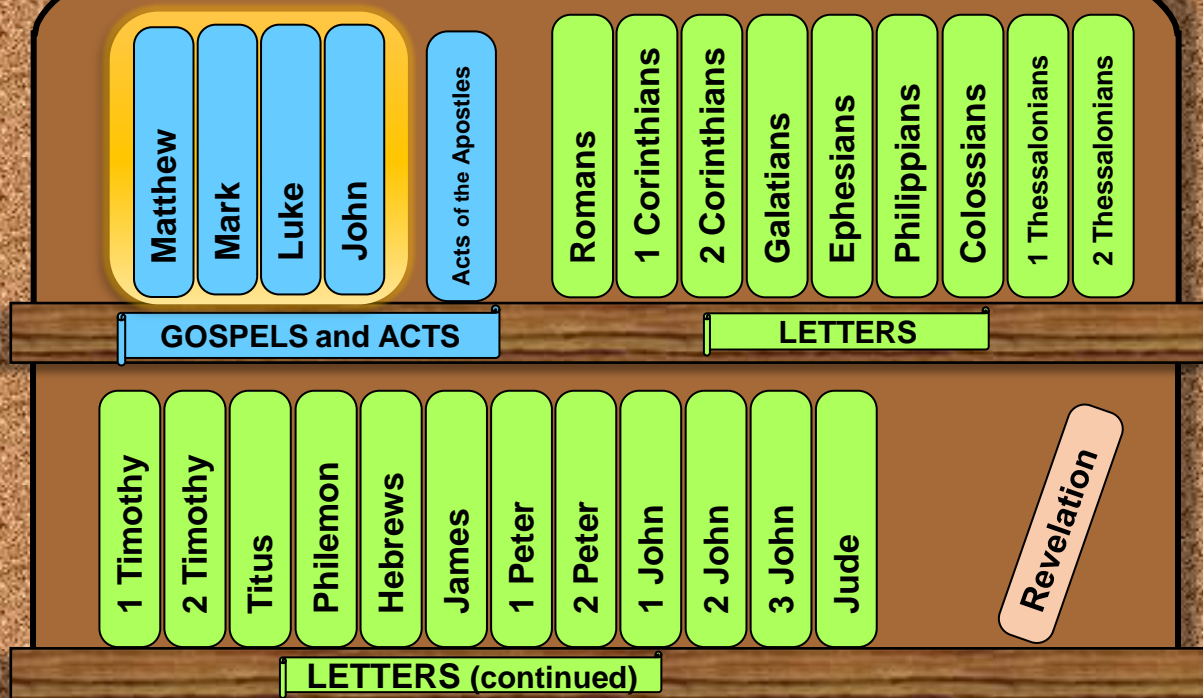 Matthew
Mark
Luke
John
Acts of the Apostles
Romans
1 Corinthians
2 Corinthians
Galatians
Ephesians
Philippians
Colossians
1 Thessalonians
2 Thessalonians
GOSPELS and ACTS
LETTERS
1 Timothy
2 Timothy
Titus
Philemon
Hebrews
James
1 Peter
2 Peter
1 John
2 John
3 John
Jude
Revelation
LETTERS (continued)